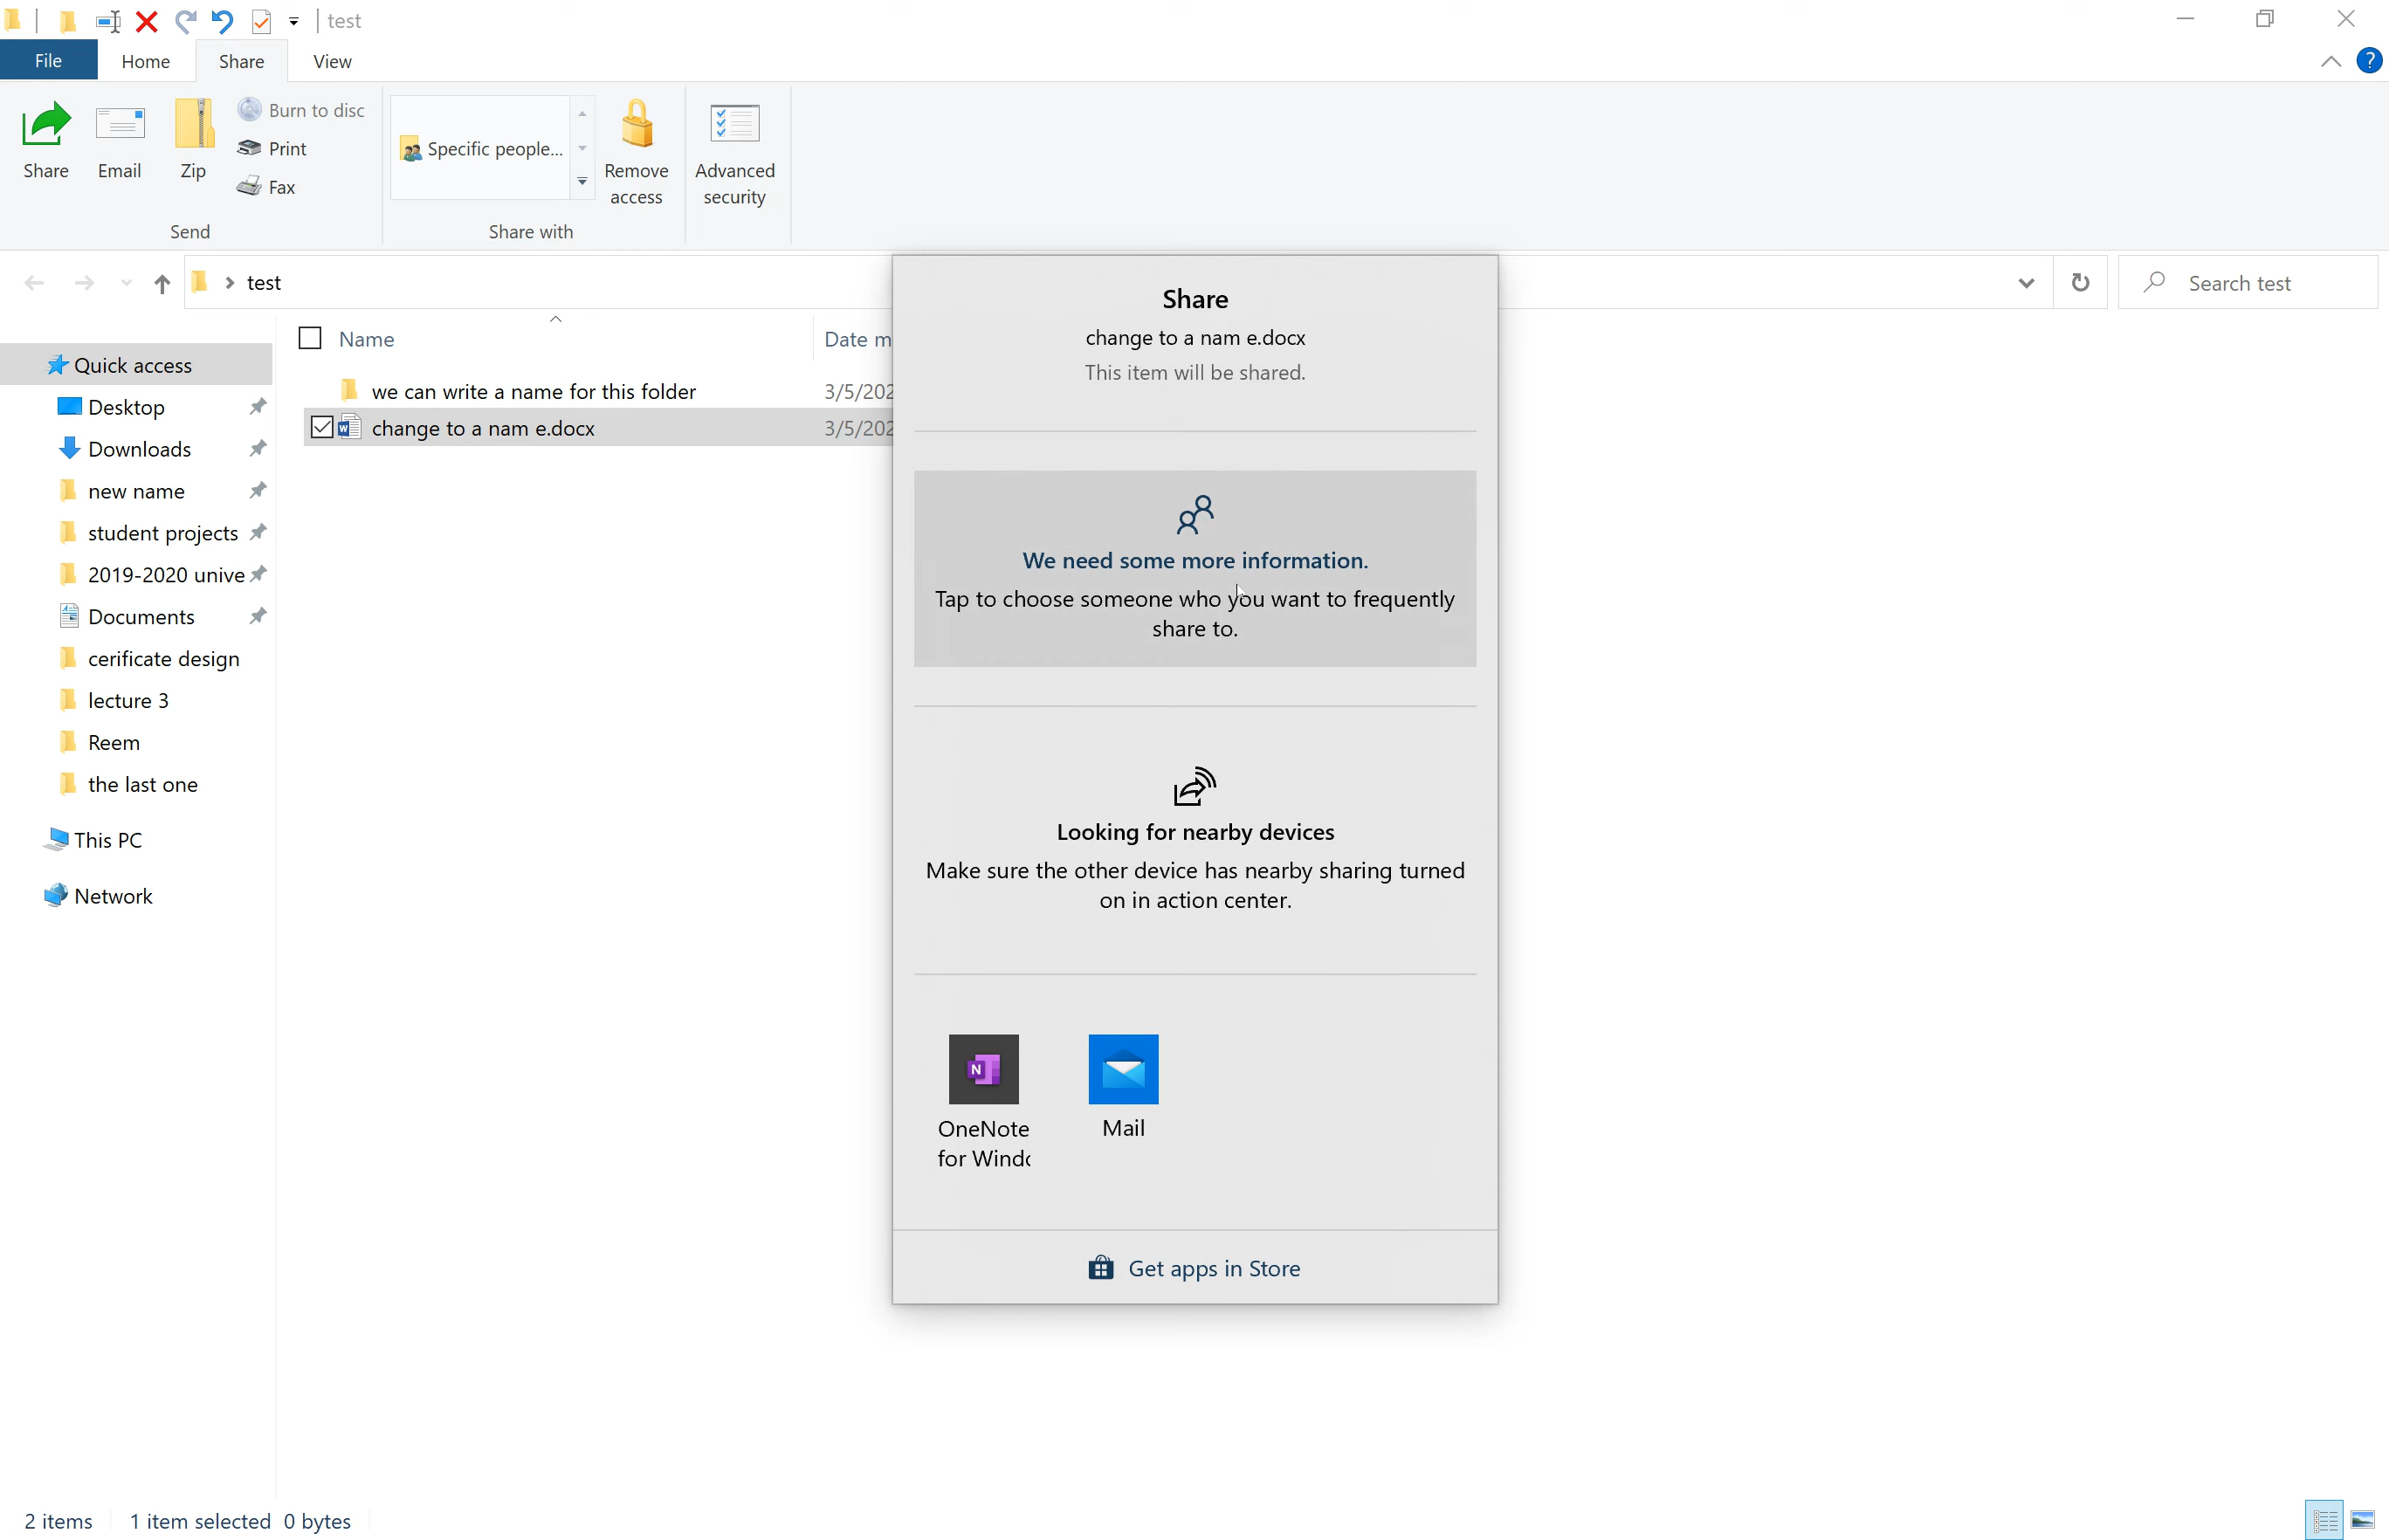 test
File Home Share View
Share Email Zip Burn to disc
Print
Fax
Send
Specific people...
Remove access
Share with
Advanced security
test
Search test
Name Date m
we can write a name for this folder 3/5/202
change to a nam e.docx 3/5/202
Quick access
Desktop
Downloads
new name
student projects
2019-2020 unive
Documents
cerificate design
lecture 3
Reem
the last one
This PC
Network
Share
change to a nam e.docx
This item will be shared.
We need some more information.
Tap to choose someone who you want to frequently
share to.
Looking for nearby devices
Make sure the other device has nearby sharing turned
on in action center.
OneNote
for Windo
Mail
Get apps in Store
2 items 1 item selected 0 bytes